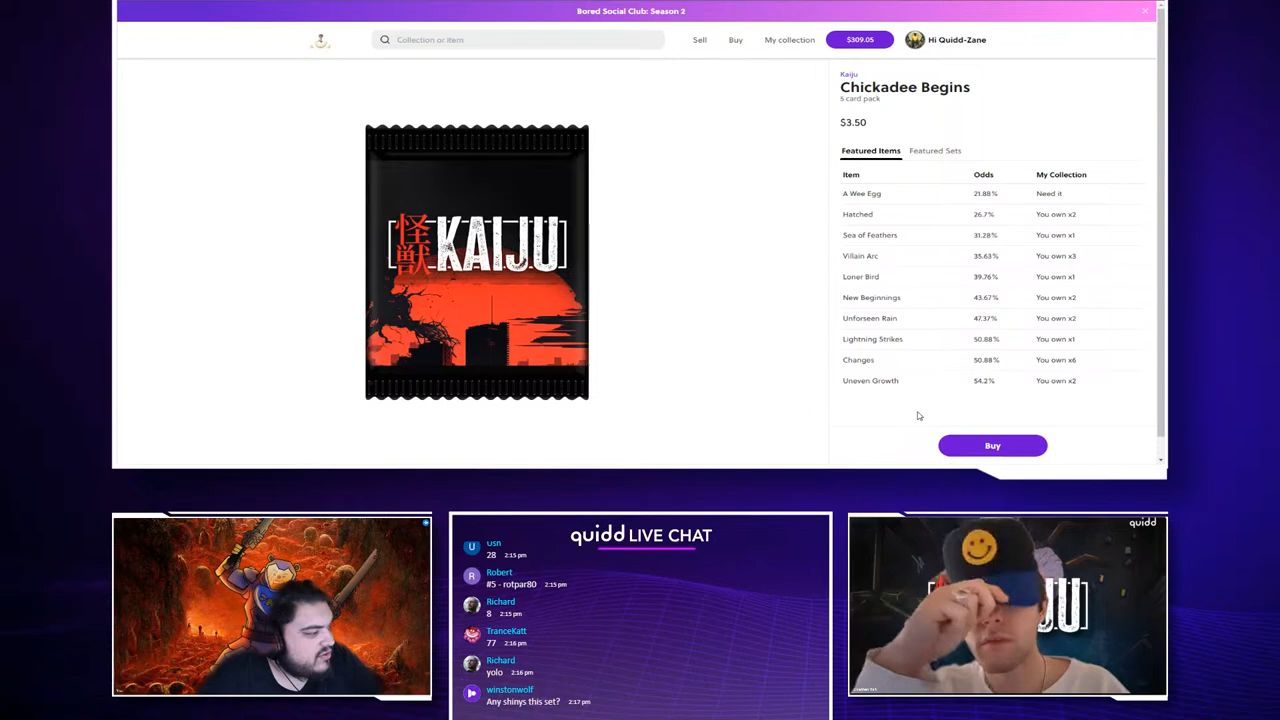 Bored Social Club: Season 2
Collection or item
Sell
Buy
My collection
$309.05
Hi Quidd-Zane
怪獣
KAIJU
Kaiju
Chickadee Begins
5 card pack
$3.50
Featured Items
Featured Sets
Item Odds My Collection
A Wee Egg 21.88% Need it
Hatched 26.7% You own x2
Sea of Feathers 31.28% You own x1
Villain Arc 35.63% You own x3
Loner Bird 39.76% You own x1
New Beginnings 43.67% You own x2
Unforseen Rain 47.37% You own x2
Lightning Strikes 50.88% You own x1
Changes 50.88% You own x6
Uneven Growth 54.2% You own x2
Buy
quidd LIVE CHAT
U
usn
28 2:15 pm
R
Robert
#5 - rotpar80 2:15 pm
Richard
8 2:15 pm
TranceKatt
77 2:16 pm
Richard
yolo 2:16 pm
winstonwolf
Any shinys this set? 2:17 pm
quidd
JU